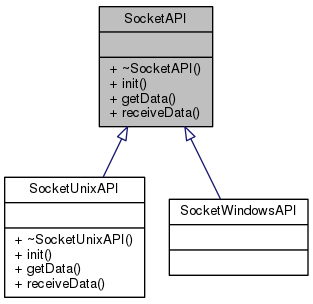 SocketAPI
+ ~SocketAPI()
+ init()
+ getData()
+ receiveData()
SocketUnixAPI
+ ~SocketUnixAPI()
+ init()
+ getData()
+ receiveData()
SocketWindowsAPI